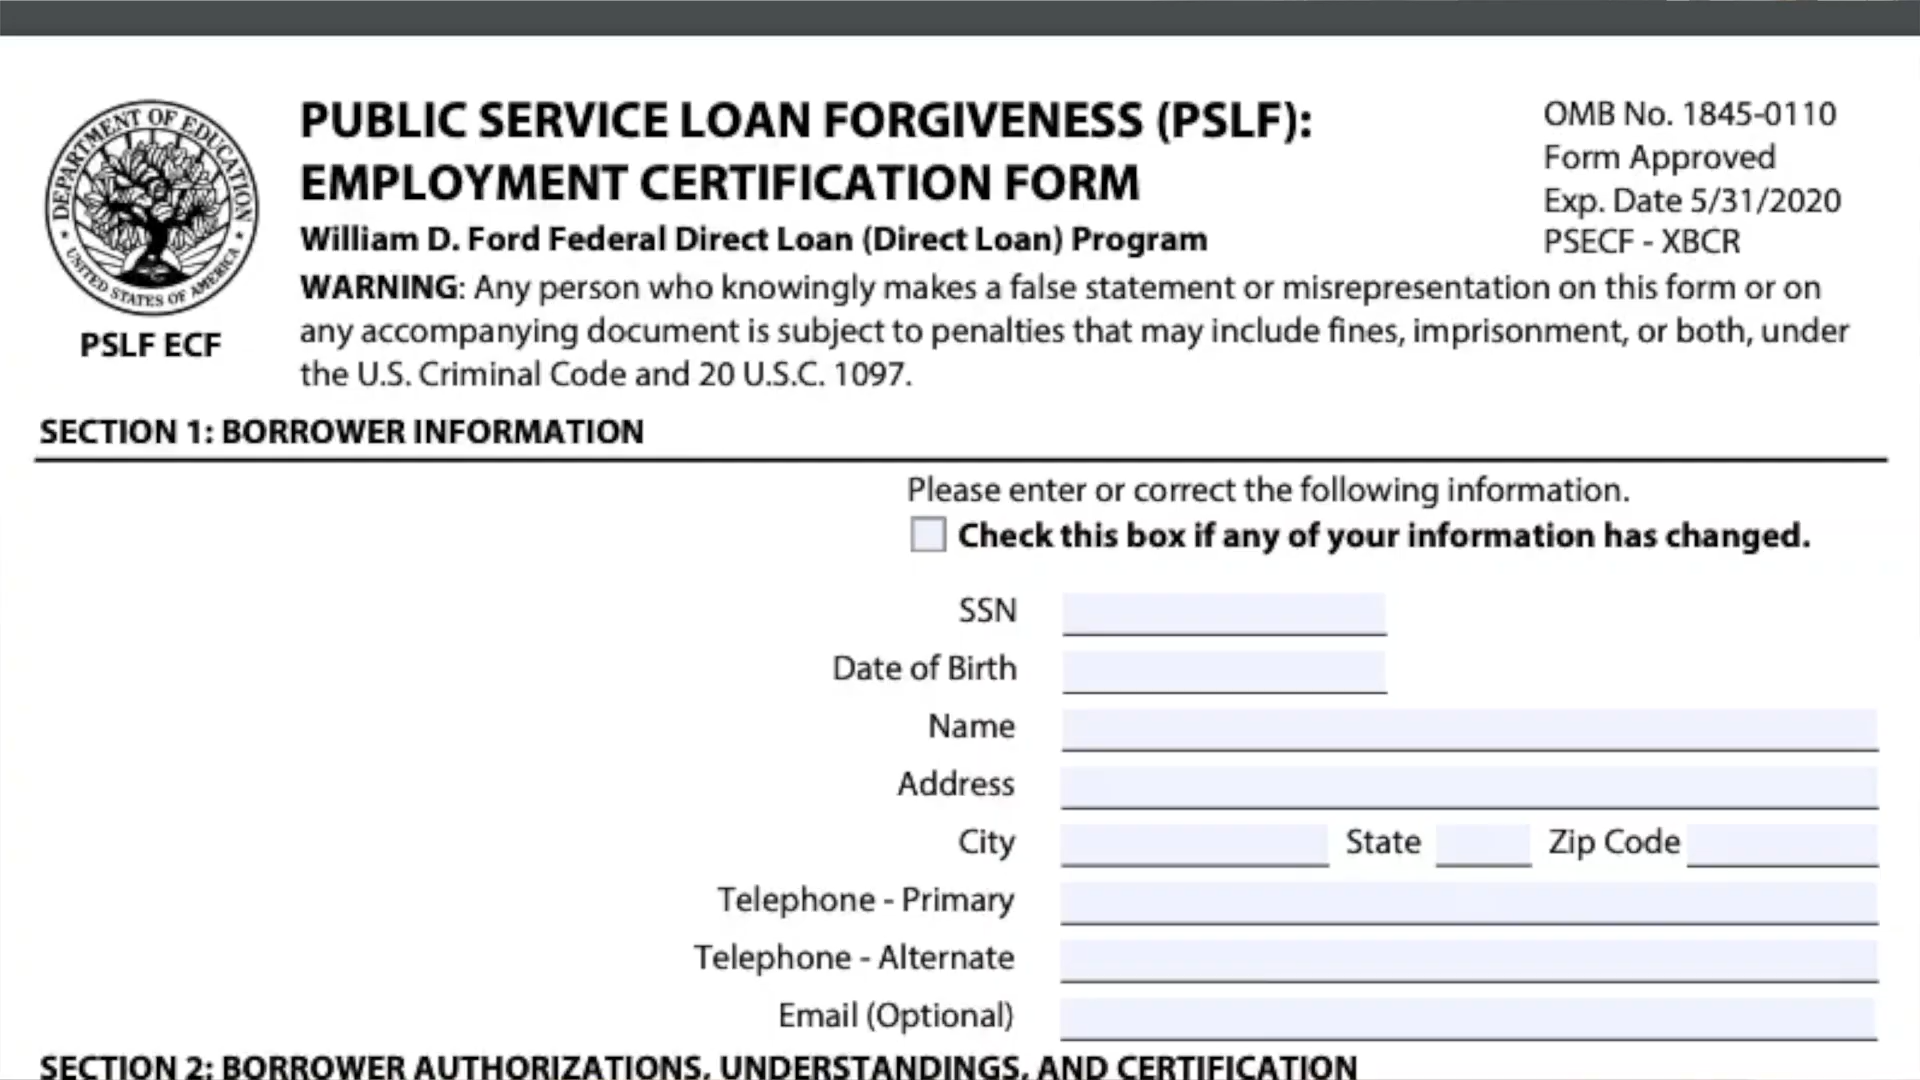 DEPARTMENT OF EDUCATION
UNITED STATES OF AMERICA
PSLF ECF
PUBLIC SERVICE LOAN FORGIVENESS (PSLF):
EMPLOYMENT CERTIFICATION FORM
William D. Ford Federal Direct Loan (Direct Loan) Program
WARNING: Any person who knowingly makes a false statement or misrepresentation on this form or on
any accompanying document is subject to penalties that may include fines, imprisonment, or both, under
the U.S. Criminal Code and 20 U.S.C. 1097.
OMB No. 1845-0110
Form Approved
Exp. Date 5/31/2020
PSECF - XBCR
SECTION 1: BORROWER INFORMATION
Please enter or correct the following information.
Check this box if any of your information has changed.
SSN
Date of Birth
Name
Address
City State Zip Code
Telephone - Primary
Telephone - Alternate
Email (Optional)
SECTION 2: BORROWER AUTHORIZATIONS, UNDERSTANDINGS, AND CERTIFICATION